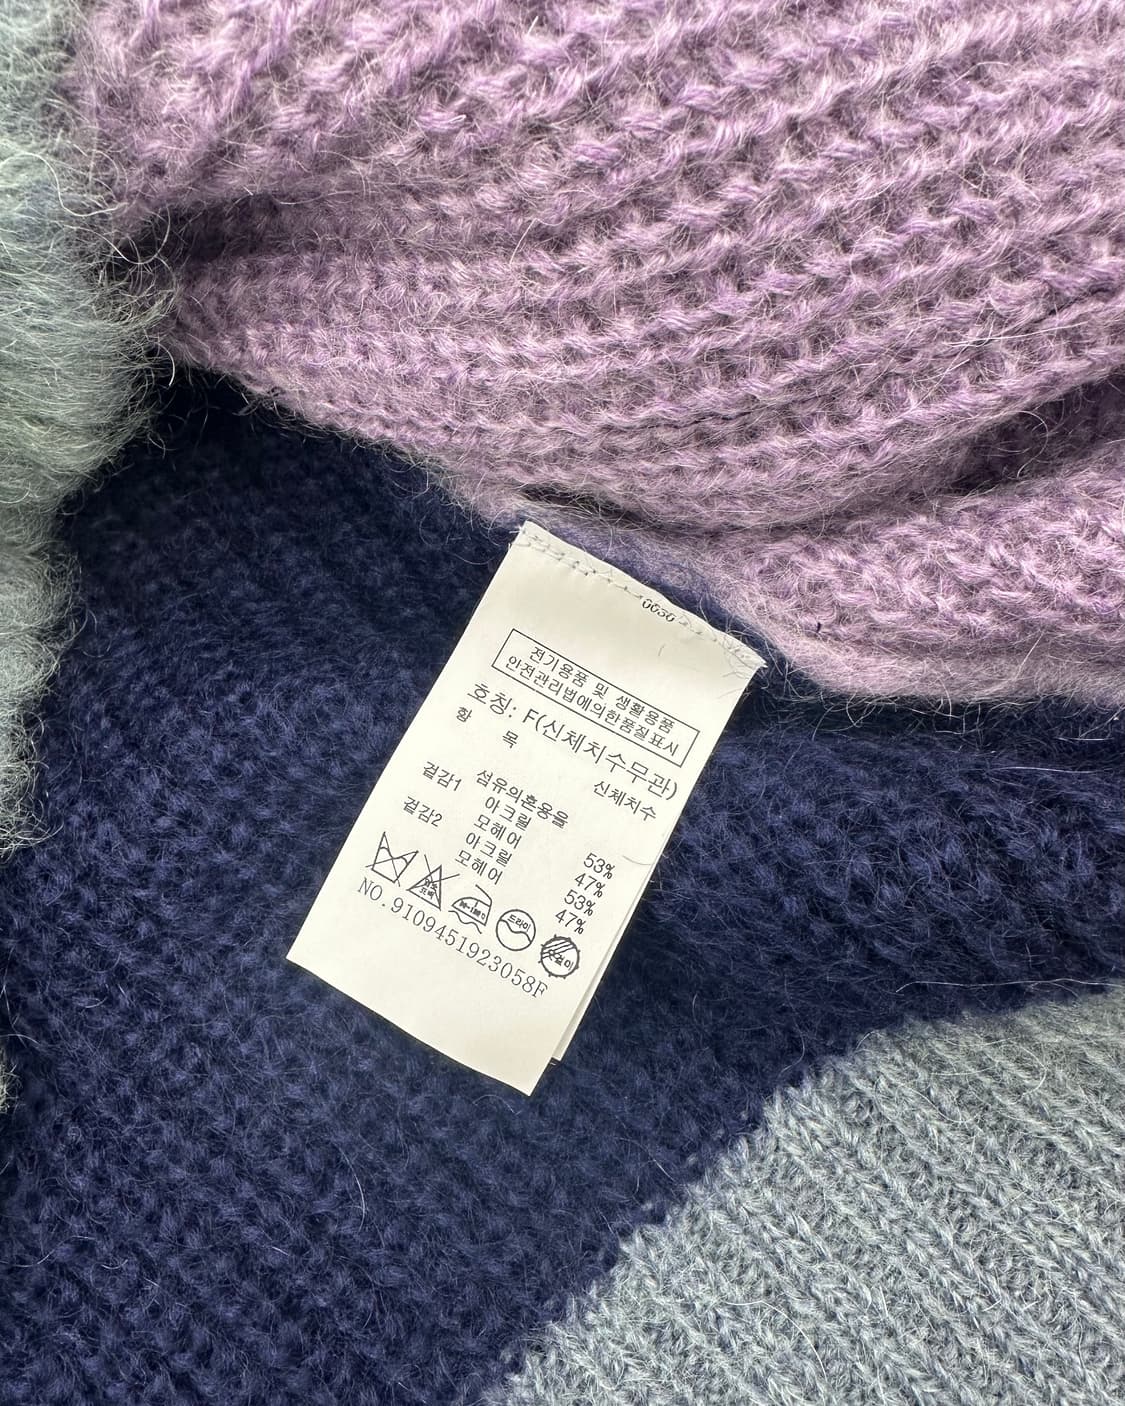 0030
전기용품 및 생활용품
안전관리법에의한품질표시
호칭: F(신체치수무관)
항 목 신체치수
섬유의혼용율
겉감1 아크릴 53%
모헤어 47%
겉감2 아크릴 53%
모헤어 47%
드라이
NO.9109451923058F